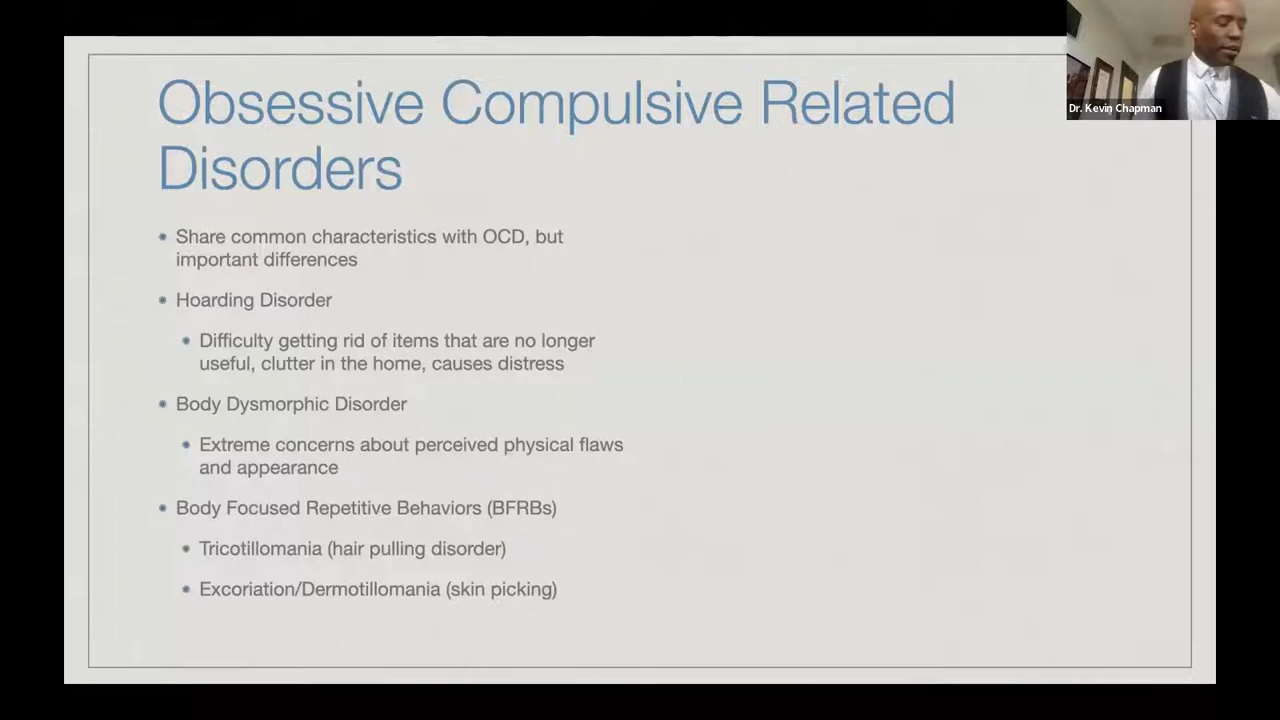 Obsessive Compulsive Related
Disorders
Dr. Kevin Chapman
• Share common characteristics with OCD, but
important differences
• Hoarding Disorder
• Difficulty getting rid of items that are no longer
useful, clutter in the home, causes distress
• Body Dysmorphic Disorder
• Extreme concerns about perceived physical flaws
and appearance
• Body Focused Repetitive Behaviors (BFRBs)
• Tricotillomania (hair pulling disorder)
• Excoriation/Dermotillomania (skin picking)